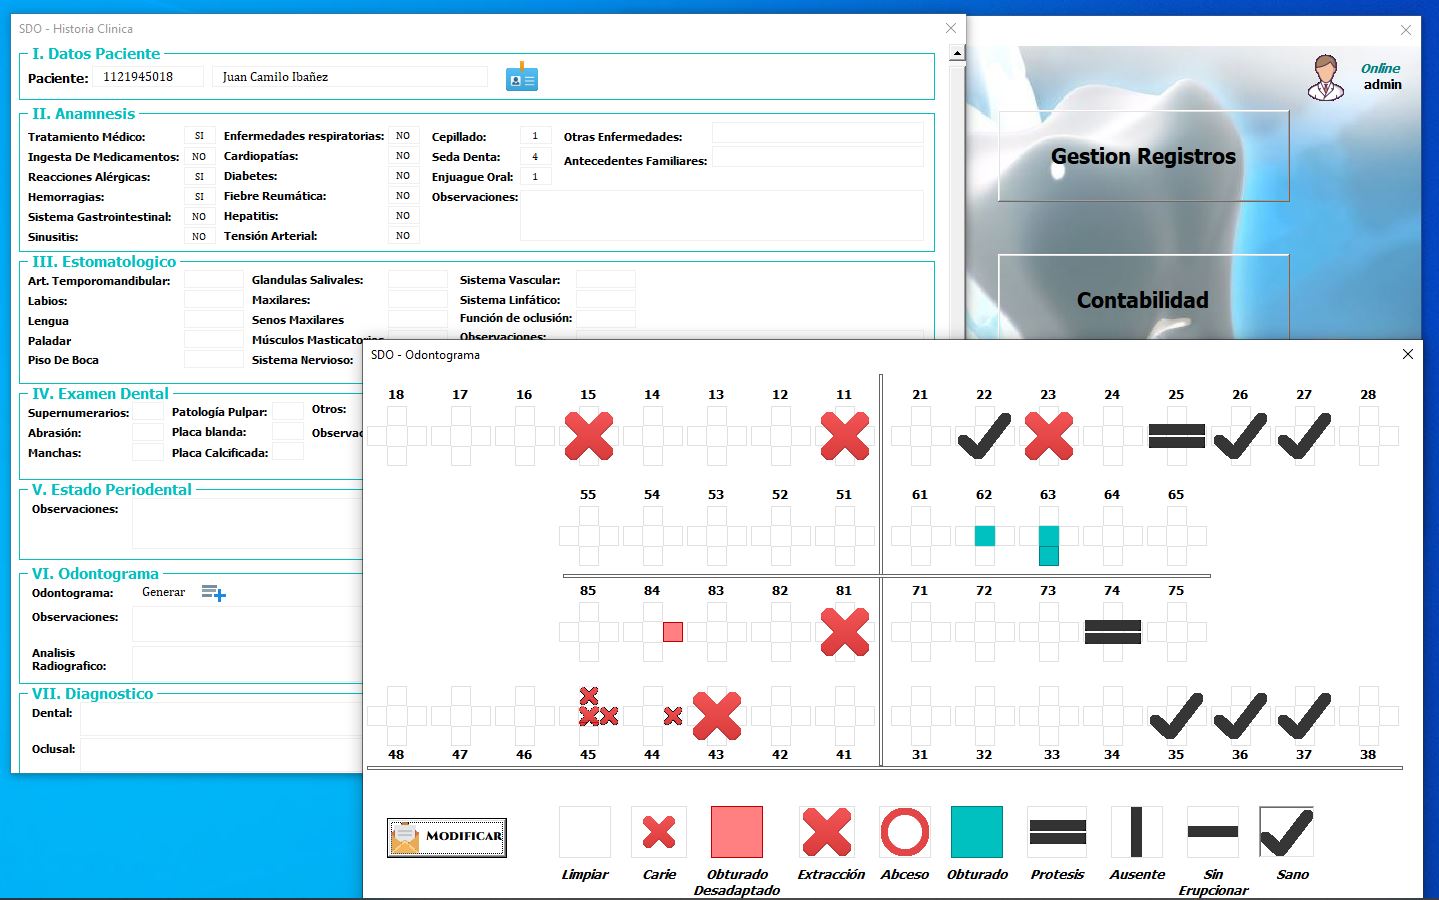 SDO - Historia Clinica
I. Datos Paciente
Paciente: 1121945018 Juan Camilo Ibañez
II. Anamnesis
Tratamiento Médico: SI Enfermedades respiratorias: NO Cepillado: 1 Otras Enfermedades:
Ingesta De Medicamentos: NO Cardiopatías: NO Seda Denta: 4 Antecedentes Familiares:
Reacciones Alérgicas: SI Diabetes: NO Enjuague Oral: 1
Hemorragias: SI Fiebre Reumática: NO Observaciones:
Sistema Gastrointestinal: NO Hepatitis: NO
Sinusitis: NO Tensión Arterial: NO
III. Estomatologico
Art. Temporomandibular: Glandulas Salivales: Sistema Vascular:
Labios: Maxilares: Sistema Linfático:
Lengua Senos Maxilares Función de oclusión:
Paladar Músculos Masticatorios Observaciones:
Piso De Boca Sistema Nervioso:
IV. Examen Dental
Supernumerarios: Patología Pulpar: Otros:
Abrasión: Placa blanda: Observac
Manchas: Placa Calcificada:
V. Estado Periodental
Observaciones:
VI. Odontograma
Odontograma: Generar
Observaciones:
Analisis
Radiografico:
VII. Diagnostico
Dental:
Oclusal:
Online
admin
Gestion Registros
Contabilidad
SDO - Odontograma
18 17 16 15 14 13 12 11 21 22 23 24 25 26 27 28
55 54 53 52 51 61 62 63 64 65
85 84 83 82 81 71 72 73 74 75
48 47 46 45 44 43 42 41 31 32 33 34 35 36 37 38
MODIFICAR
Limpiar Carie Obturado Extracción Abceso Obturado Protesis Ausente Sin Sano
Desadaptado Erupcionar